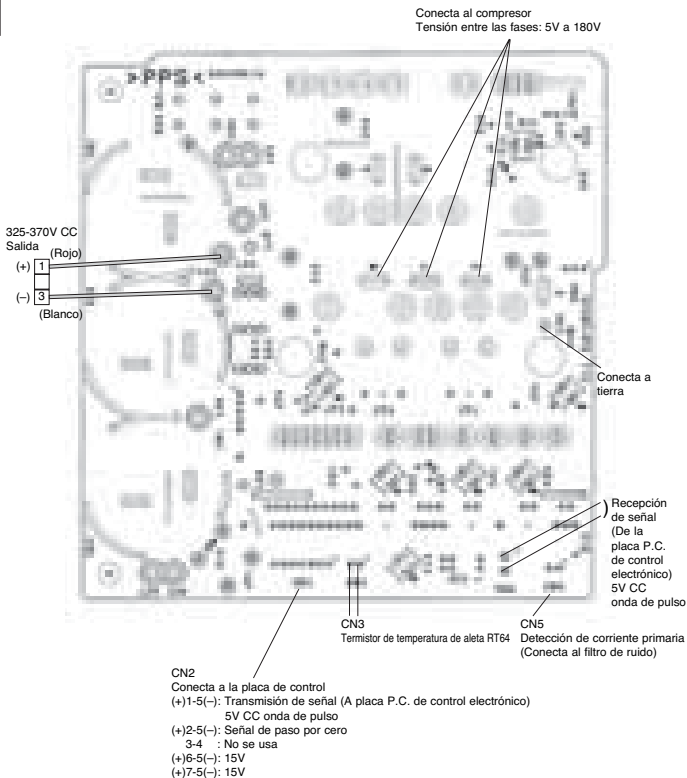 Conecta al compresor
Tensión entre las fases: 5V a 180V
>PPS<
325-370V CC
Salida
(Rojo)
(+) 1
(–) 3
(Blanco)
Conecta a
tierra
Recepción
de señal
(De la
placa P.C.
de control
electrónico)
5V CC
onda de pulso
CN3
Termistor de temperatura de aleta RT64
CN5
Detección de corriente primaria
(Conecta al filtro de ruido)
CN2
Conecta a la placa de control
(+)1-5(–): Transmisión de señal (A placa P.C. de control electrónico)
5V CC onda de pulso
(+)2-5(–): Señal de paso por cero
3-4 : No se usa
(+)6-5(–): 15V
(+)7-5(–): 15V